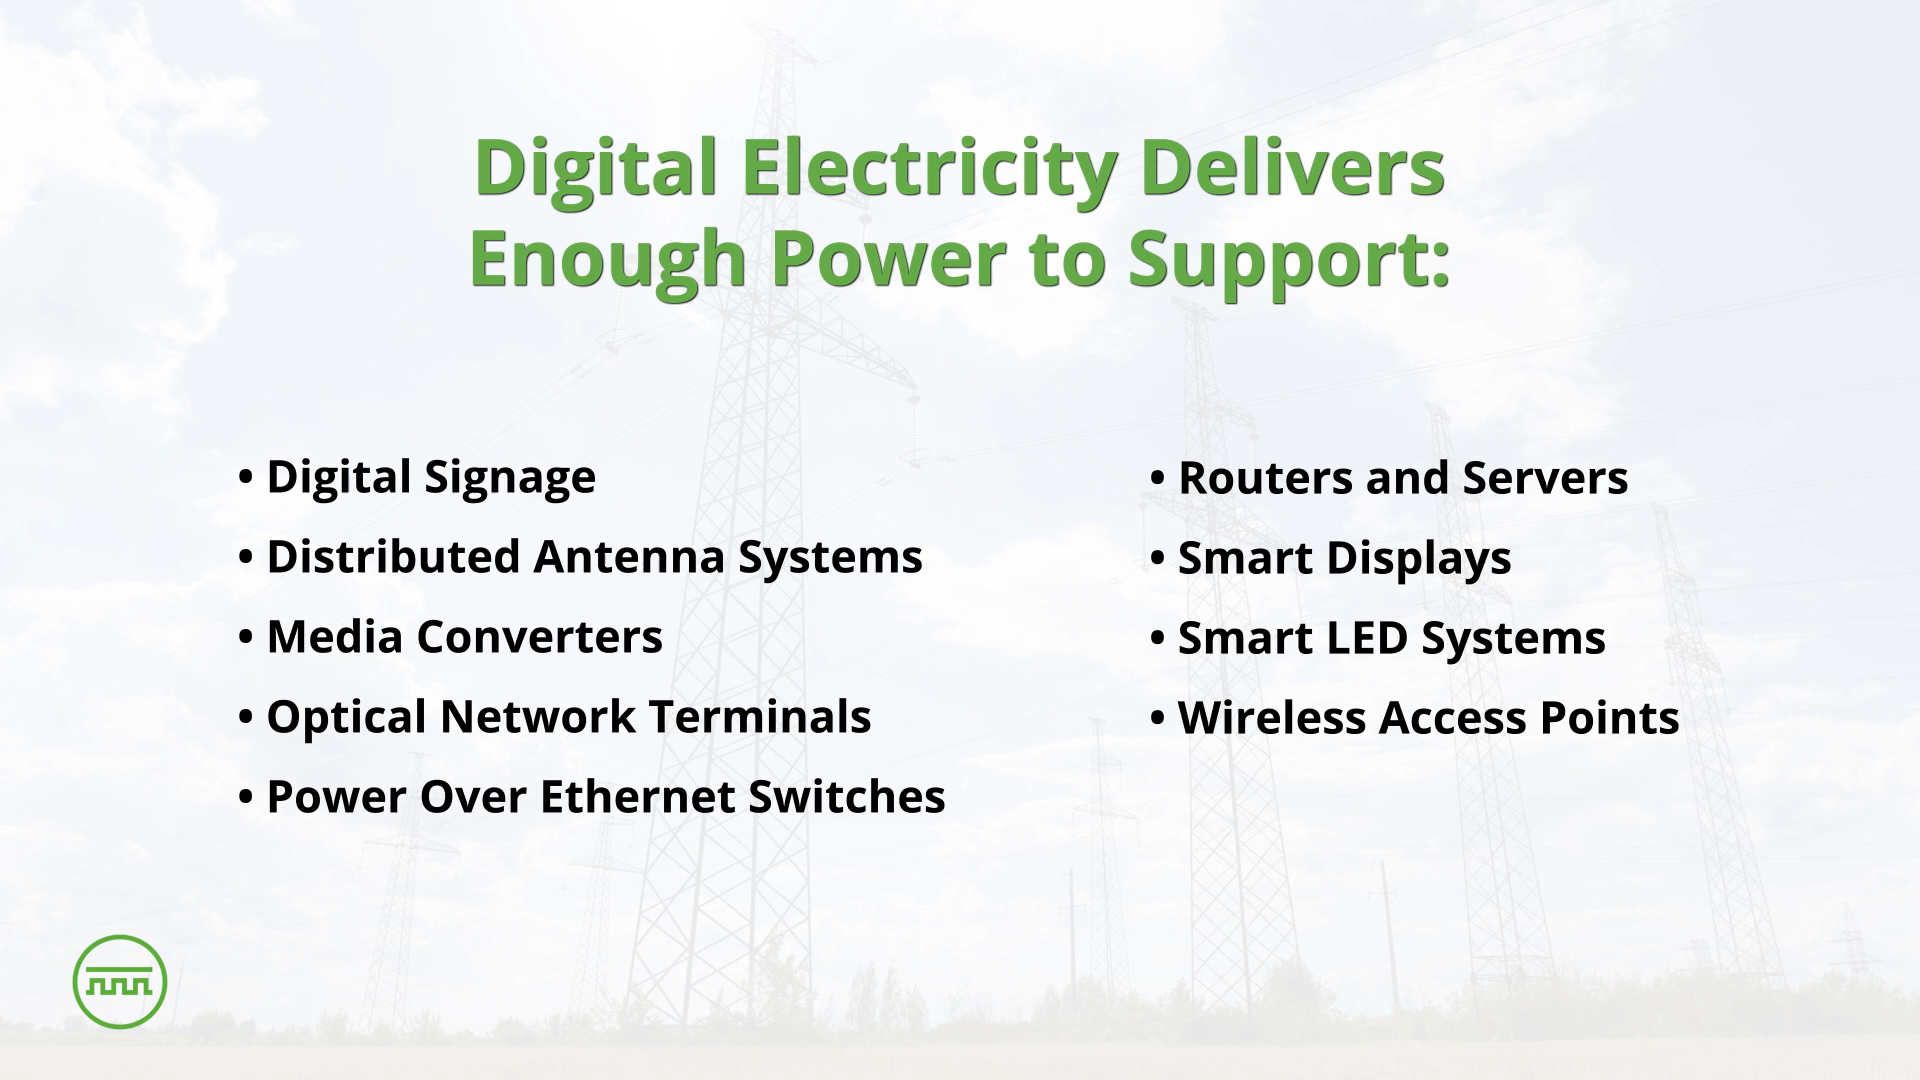 Digital Electricity Delivers
Enough Power to Support:
• Digital Signage
• Distributed Antenna Systems
• Media Converters
• Optical Network Terminals
• Power Over Ethernet Switches
• Routers and Servers
• Smart Displays
• Smart LED Systems
• Wireless Access Points